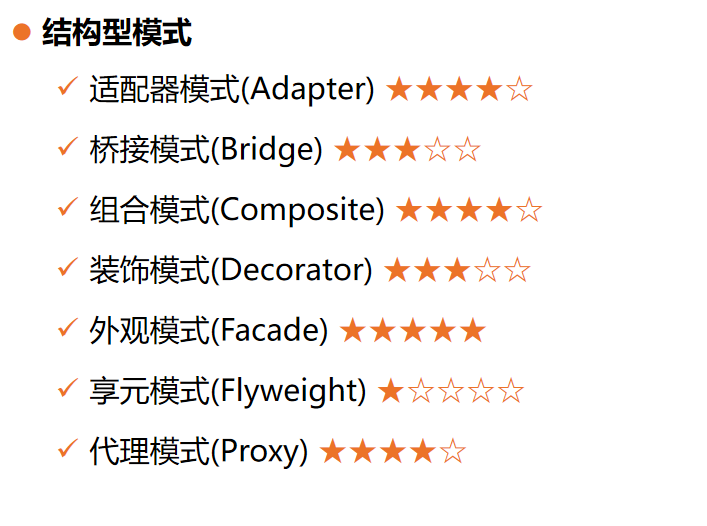 结构型模式
适配器模式(Adapter) ★★★★☆
桥接模式(Bridge) ★★★☆☆
组合模式(Composite) ★★★★☆
装饰模式(Decorator) ★★★☆☆
外观模式(Facade) ★★★★★
享元模式(Flyweight) ★☆☆☆☆
代理模式(Proxy) ★★★★☆